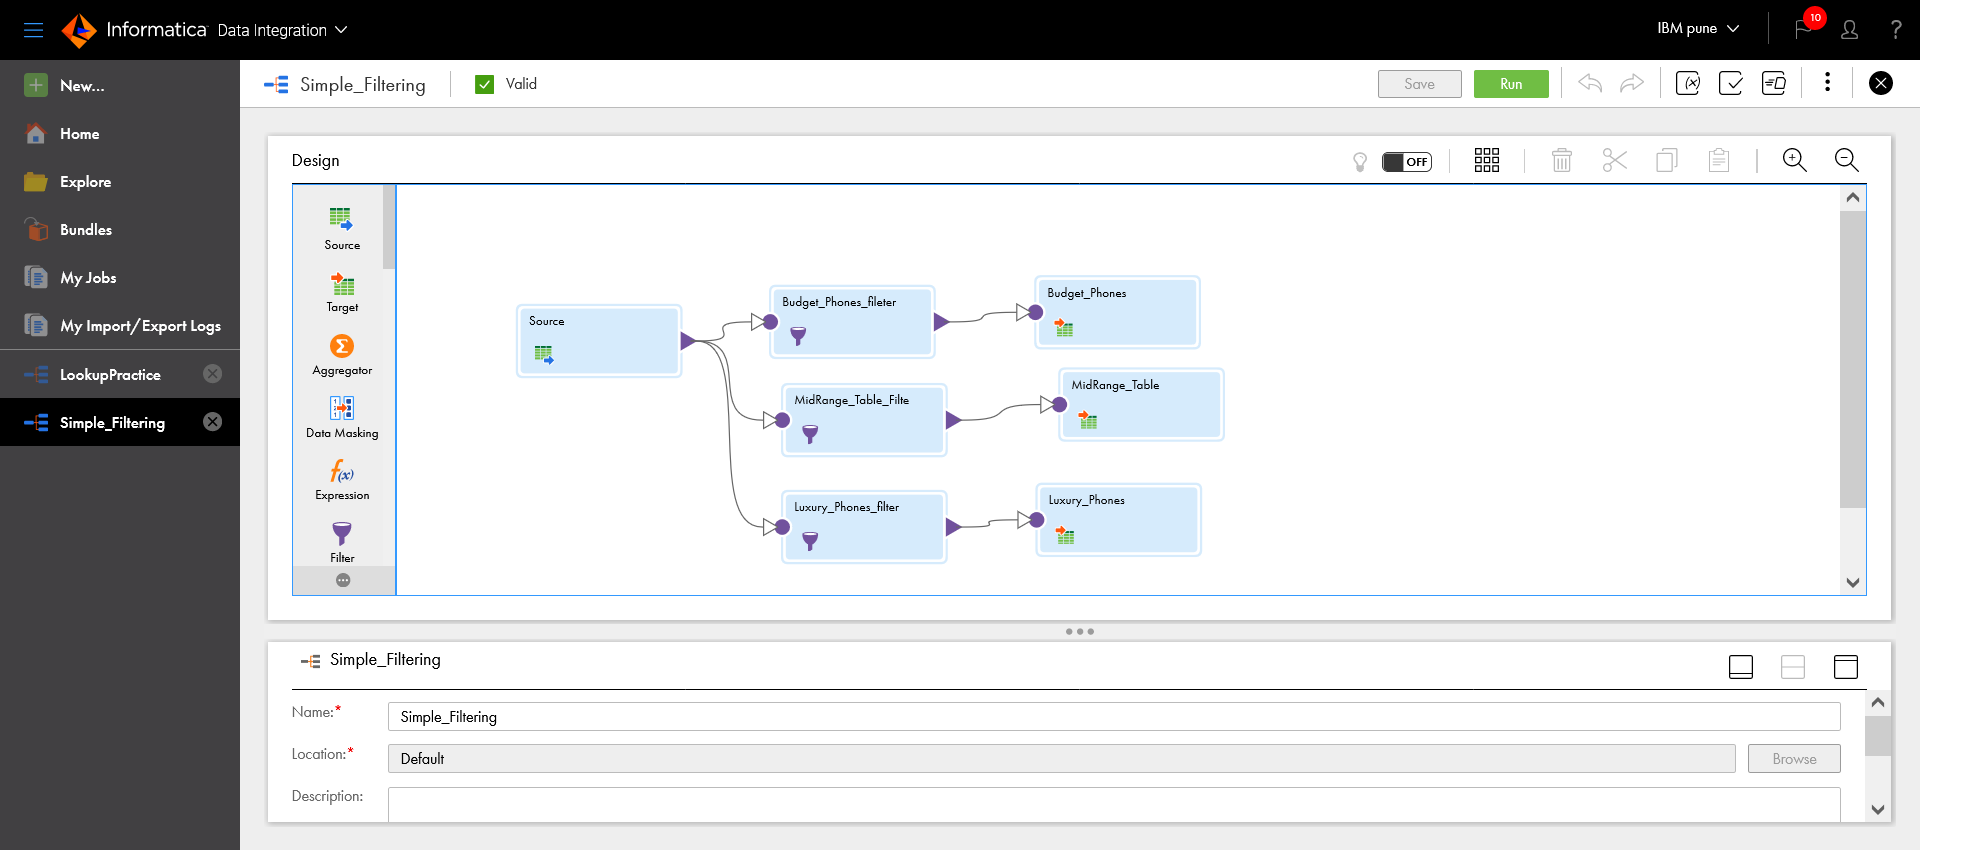 Informatica Data Integration
IBM pune
10
?
New...
Home
Explore
Bundles
My Jobs
My Import/Export Logs
LookupPractice
Simple_Filtering
Simple_Filtering
Valid
Save
Run
Design
OFF
Source
Target
Aggregator
Data Masking
Expression
Filter
Source
Budget_Phones_fileter
Budget_Phones
MidRange_Table_Filte
MidRange_Table
Luxury_Phones_filter
Luxury_Phones
Simple_Filtering
Name:*
Simple_Filtering
Location:*
Default
Browse
Description: